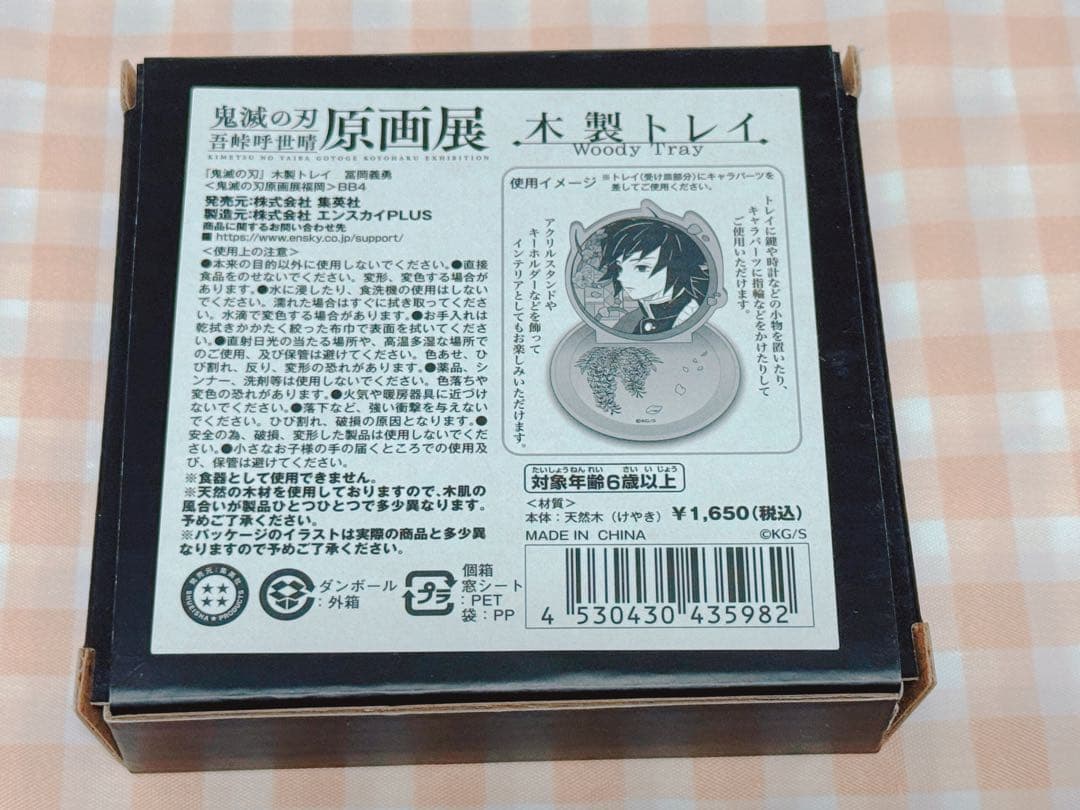 鬼滅の刃
吾峠呼世晴
原画展
KIMETSU NO YAIBA GOTOGE KOYOHARU EXHIBITION
『鬼滅の刃』木製トレイ 冨岡義勇
＜鬼滅の刃原画展福岡＞BB4
発売元:株式会社 集英社
製造元:株式会社 エンスカイPLUS
商品に関するお問い合わせ先
■ https://www.ensky.co.jp/support/
＜使用上の注意＞
●本来の目的以外に使用しないでください。●直接
食品をのせないでください。変形、変色する場合が
あります。●水に浸したり、食洗機の使用はしない
でください。濡れた場合はすぐに拭き取ってくださ
い。水滴で変色する場合があります。●お手入れは
乾拭きかかたく絞った布巾で表面を拭いてくださ
い。●直射日光の当たる場所や、高温多湿な場所で
のご使用、及び保管は避けてください。色あせ、ひ
び割れ、反り、変形の恐れがあります。●薬品、シ
ンナー、洗剤等は使用しないでください。色落ちや
変色の恐れがあります。●火気や暖房器具に近づけ
ないでください。●落下など、強い衝撃を与えない
でください。ひび割れ、破損の原因となります。●
安全の為、破損、変形した製品は使用しないでくだ
さい。●小さなお子様の手の届くところでの使用及
び、保管は避けてください。
※食器として使用できません。
※天然の木材を使用しておりますので、木肌の
風合いが製品ひとつひとつで多少異なります。
予めご了承ください。
※パッケージのイラストは実際の商品と多少異
なりますので予めご了承ください。
発売元:集英社
SHUEISHA PRODUCTS
ダンボール
:外箱
プラ
個箱
窓シート
:PET
袋:PP
木製トレイ
Woody Tray
使用イメージ
※トレイ(受け皿部分)にキャラパーツを
差してご使用ください。
トレイに鍵や時計などの小物を置いたり、
キャラパーツに指輪などをかけたりして
ご使用いただけます。
アクリルスタンドや
キーホルダーなどを飾って
インテリアとしてもお楽しみいただけます。
©KG/S
たいしょうねんれい さいいじょう
対象年齢6歳以上
＜材質＞
本体:天然木（けやき）
¥1,650(税込)
MADE IN CHINA
©KG/S
4 530430 435982